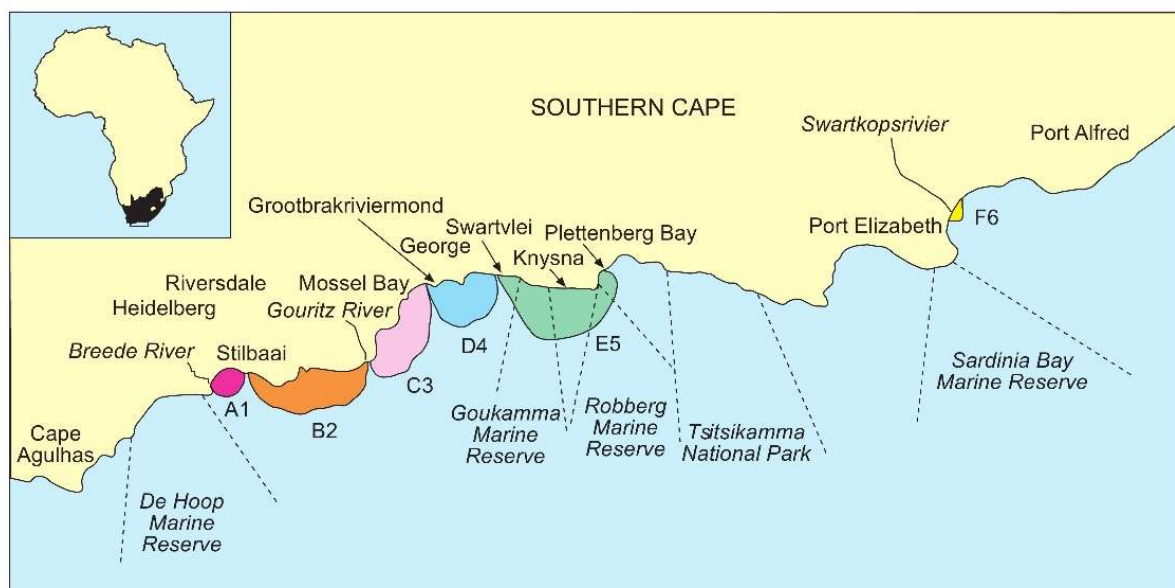 SOUTHERN CAPE
Swartkopsrivier
Port Alfred
Grootbrakriviermond
Swartvlei
Plettenberg Bay
George
Knysna
Port Elizabeth
F6
Riversdale
Mossel Bay
Heidelberg
Gouritz River
Breede River
Stilbaai
D4
E5
C3
A1
B2
Cape
Agulhas
Goukamma
Marine
Reserve
Robberg
Marine
Reserve
Tsitsikamma
National Park
Sardinia Bay
Marine Reserve
De Hoop
Marine
Reserve